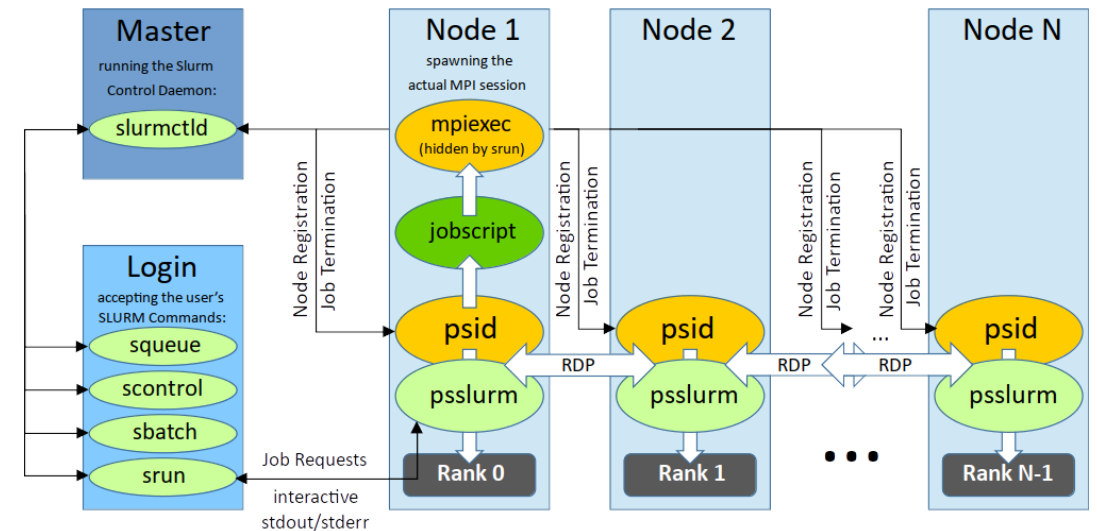 Master
running the Slurm
Control Daemon:
slurmctld
Login
accepting the user's
SLURM Commands:
squeue
scontrol
sbatch
srun
Job Requests
interactive
stdout/stderr
Node Registration
Job Termination
Node 1
spawning the
actual MPI session
mpiexec
(hidden by srun)
jobscript
psid
psslurm
Rank 0
Node Registration
Job Termination
RDP
Node 2
psid
psslurm
Rank 1
RDP
Node Registration
Job Termination
...
Node Registration
Job Termination
RDP
...
Node N
psid
psslurm
Rank N-1